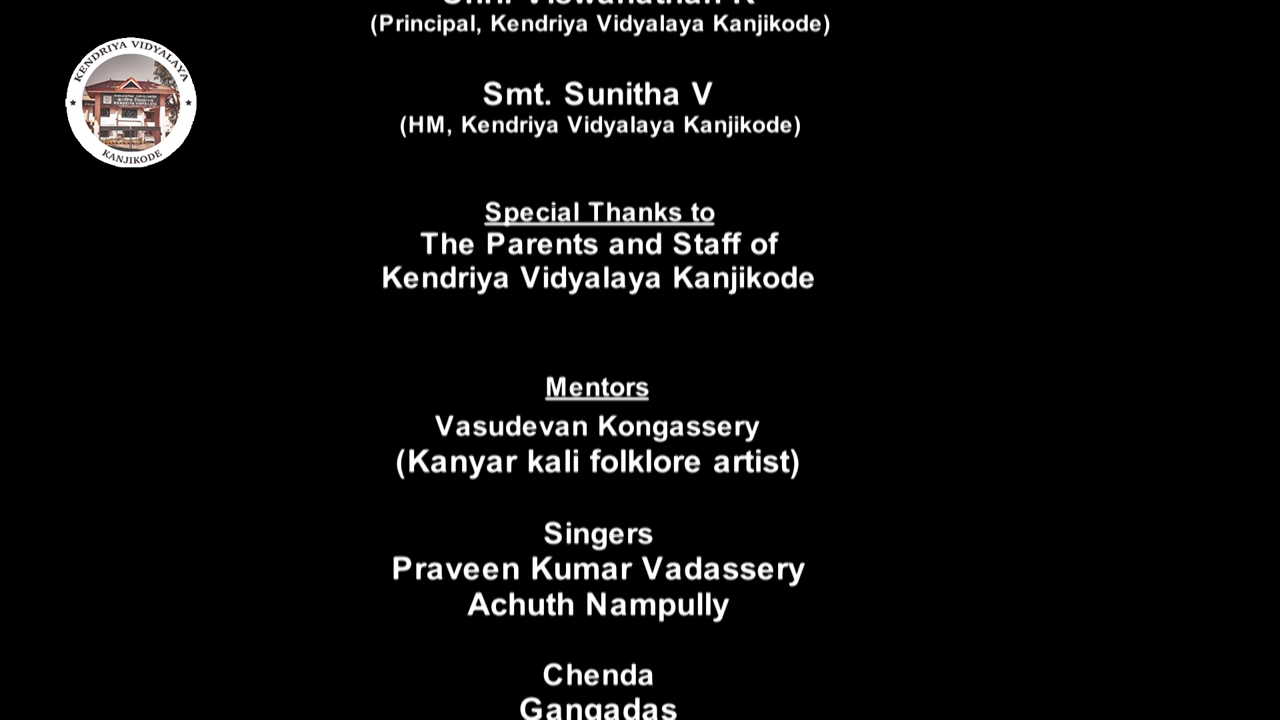 Shri. Viswanathan K
(Principal, Kendriya Vidyalaya Kanjikode)
KENDRIYA VIDYALAYA
KANJIKODE
Smt. Sunitha V
(HM, Kendriya Vidyalaya Kanjikode)
Special Thanks to
The Parents and Staff of
Kendriya Vidyalaya Kanjikode
Mentors
Vasudevan Kongassery
(Kanyar kali folklore artist)
Singers
Praveen Kumar Vadassery
Achuth Nampully
Chenda
Gangadas